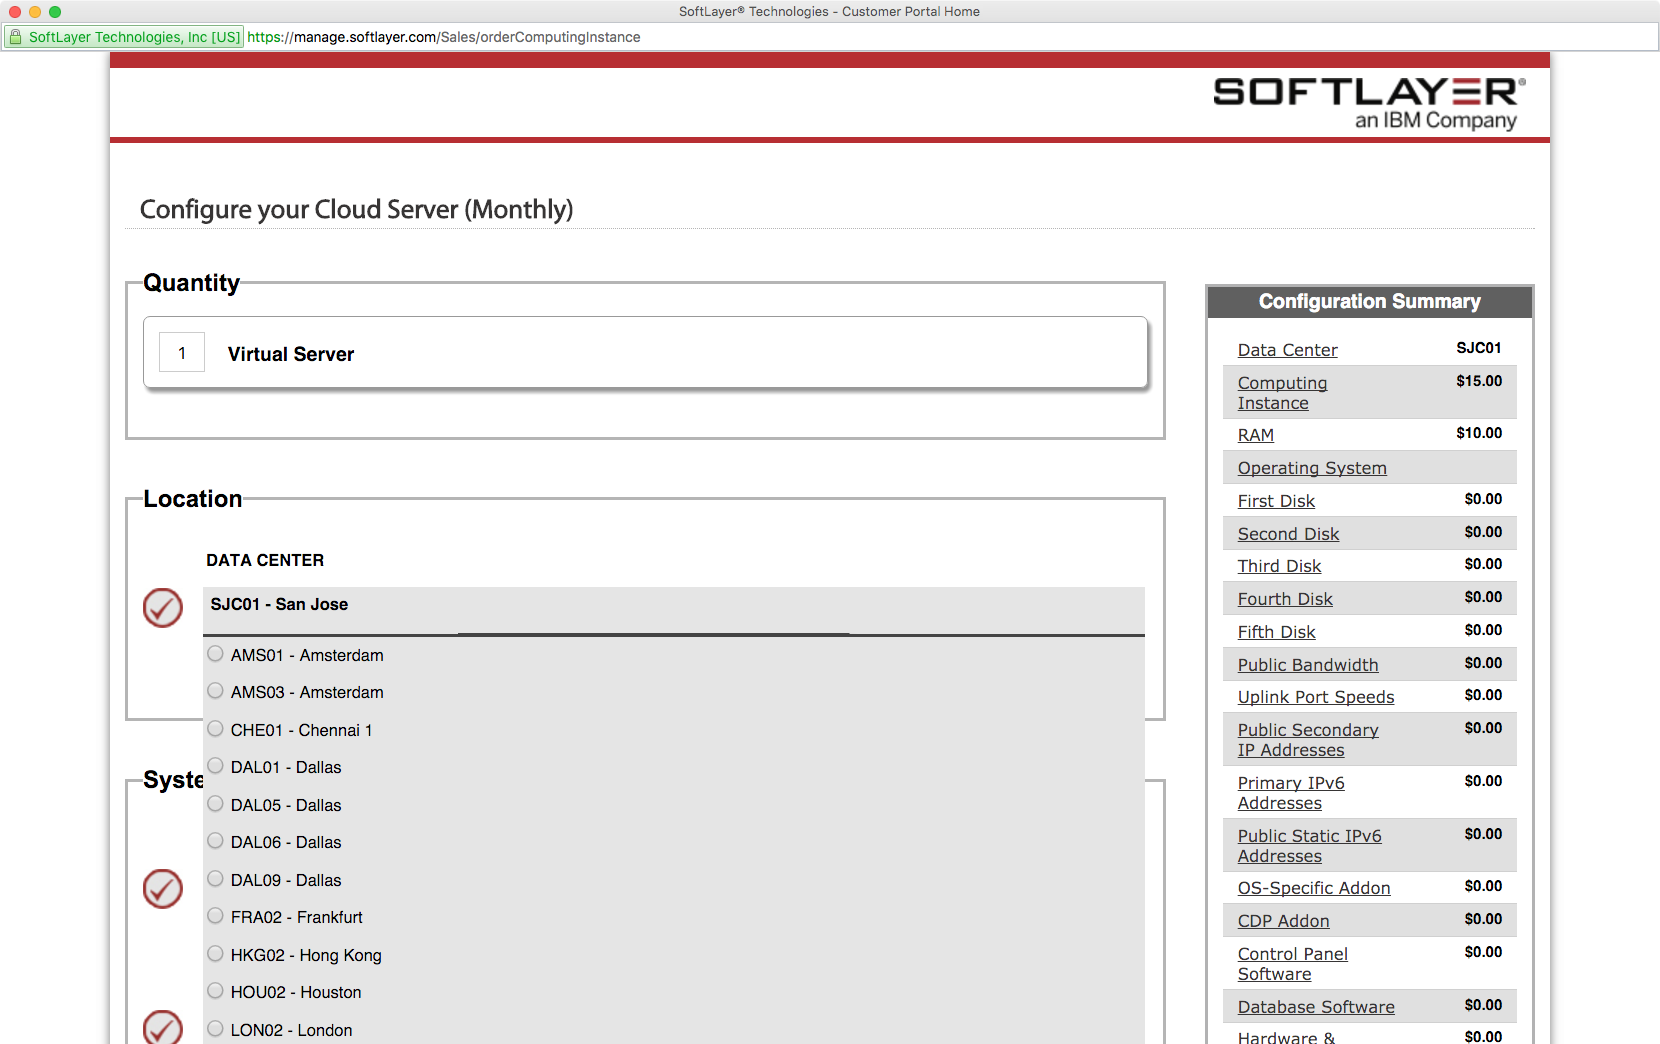 SoftLayer® Technologies - Customer Portal Home
SoftLayer Technologies, Inc [US] https://manage.softlayer.com/Sales/orderComputingInstance
SOFTLAYER®
an IBM Company
Configure your Cloud Server (Monthly)
Quantity
1 Virtual Server
Location
DATA CENTER
SJC01 - San Jose
AMS01 - Amsterdam
AMS03 - Amsterdam
CHE01 - Chennai 1
DAL01 - Dallas
Syste
DAL05 - Dallas
DAL06 - Dallas
DAL09 - Dallas
FRA02 - Frankfurt
HKG02 - Hong Kong
HOU02 - Houston
LON02 - London
Configuration Summary
Data Center SJC01
Computing $15.00
Instance
RAM $10.00
Operating System
First Disk $0.00
Second Disk $0.00
Third Disk $0.00
Fourth Disk $0.00
Fifth Disk $0.00
Public Bandwidth $0.00
Uplink Port Speeds $0.00
Public Secondary $0.00
IP Addresses
Primary IPv6 $0.00
Addresses
Public Static IPv6 $0.00
Addresses
OS-Specific Addon $0.00
CDP Addon $0.00
Control Panel $0.00
Software
Database Software $0.00
Hardware & $0.00